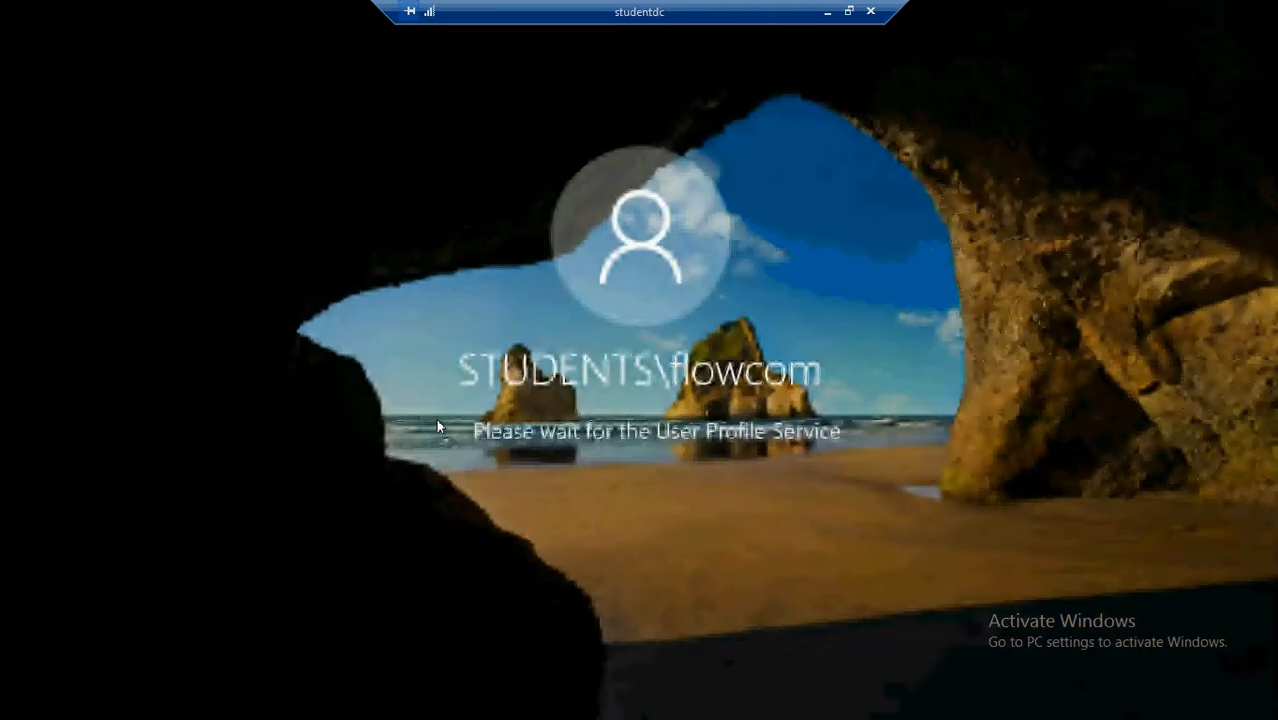 studentdc
STUDENTS\flowcom
Please wait for the User Profile Service
Activate Windows
Go to PC settings to activate Windows.